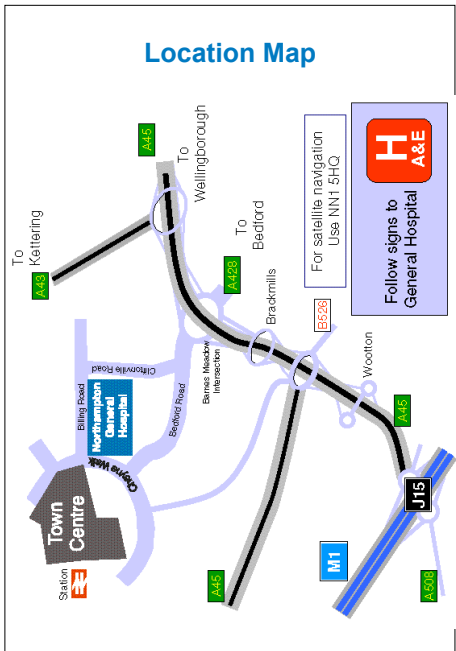 Location Map
To
Kettering
A43
A45
To
Wellingborough
To
Bedford
A428
Billing Road
Northampton
General
Hospital
Cliftonville Road
Bedford Road
Cheyne Walk
Town
Centre
Station
Barnes Meadow
Intersection
Brackmills
B526
Wootton
A45
A45
J15
M1
A508
For satellite navigation
Use NN1 5HQ
H
A&E
Follow signs to
General Hospital